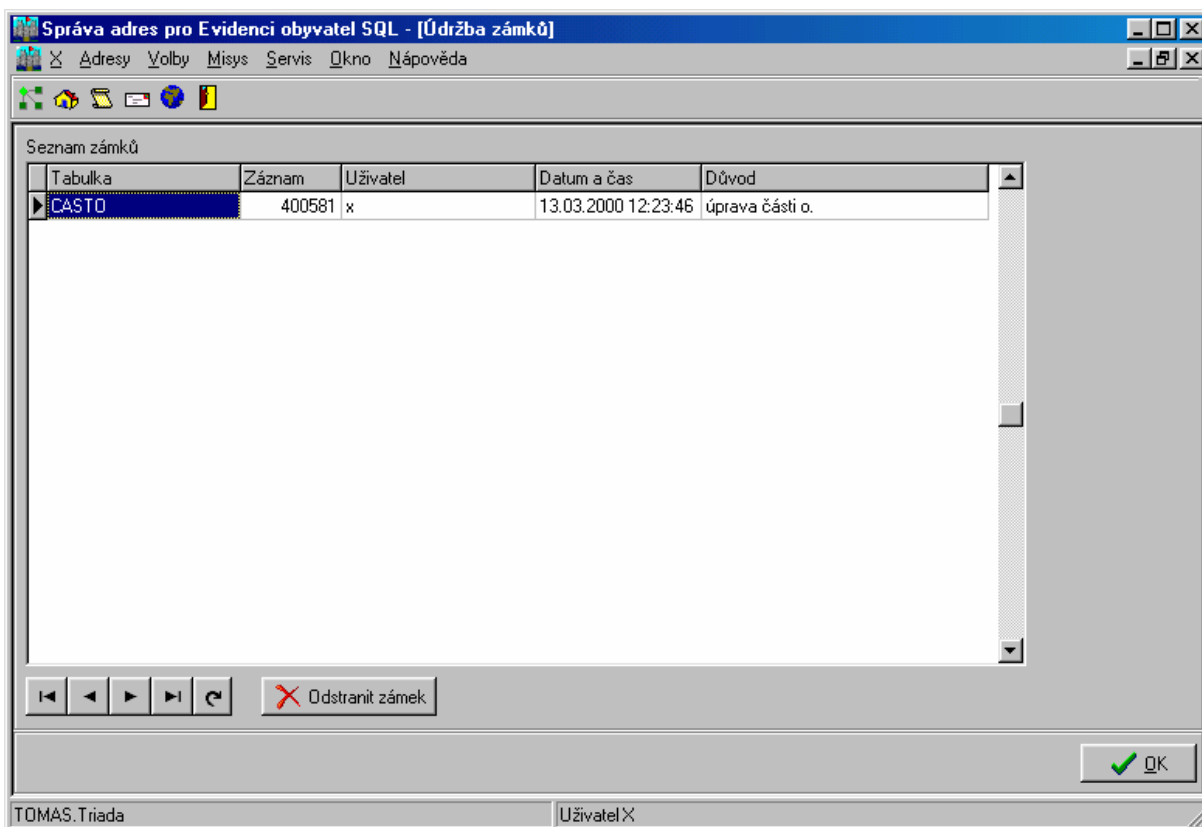 Správa adres pro Evidenci obyvatel SQL - [Údržba zámků]
X Adresy Volby Misys Servis Okno Nápověda
Seznam zámků
Tabulka Záznam Uživatel Datum a čas Důvod
CASTO 400581 x 13.03.2000 12:23:46 úprava části o.
Odstranit zámek
OK
TOMAS.Triada Uživatel X